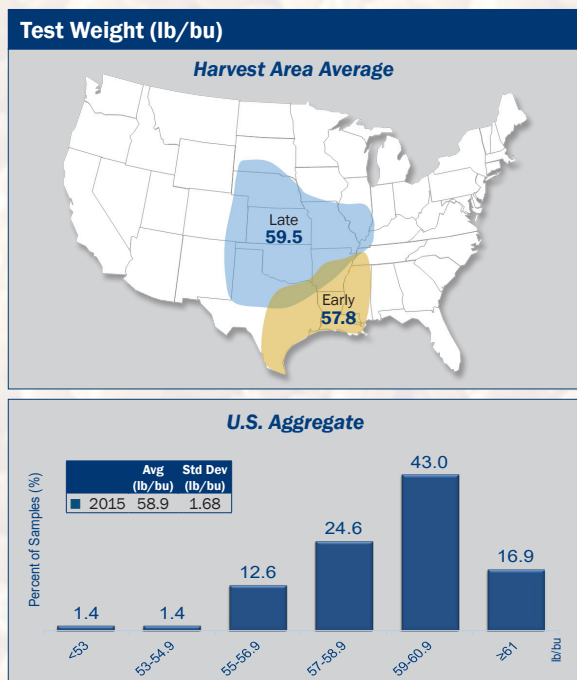 Test Weight (lb/bu)
Harvest Area Average
Late
59.5
Early
57.8
U.S. Aggregate
Avg Std Dev
(lb/bu) (lb/bu)
2015 58.9 1.68
Percent of Samples (%)
1.4 1.4 12.6 24.6 43.0 16.9
<53 53-54.9 55-56.9 57-58.9 59-60.9 ≥61
lb/bu